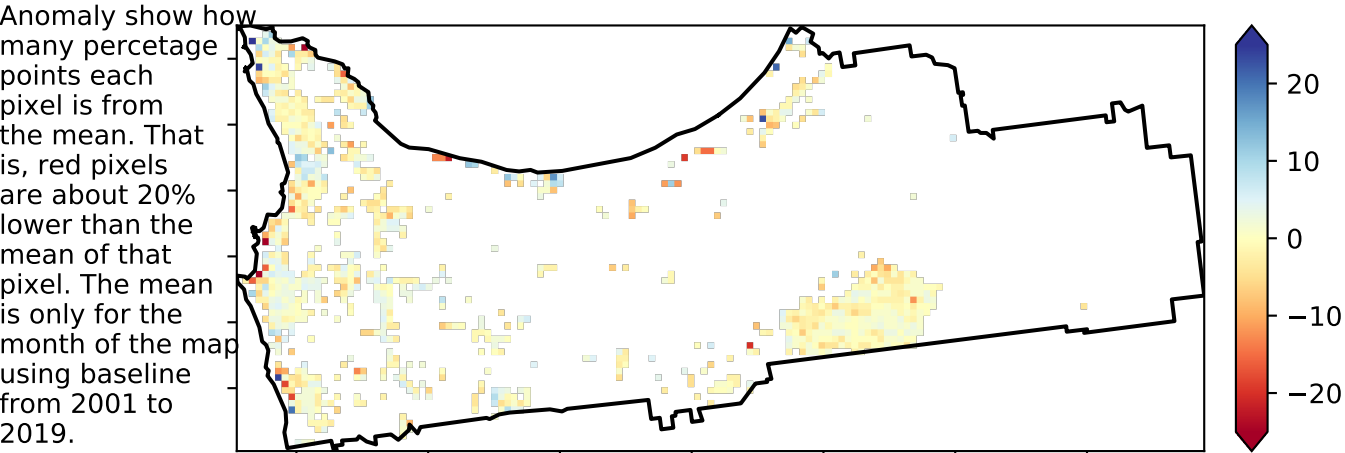 Anomaly show how
many percetage
points each
pixel is from
the mean. That
is, red pixels
are about 20%
lower than the
mean of that
pixel. The mean
is only for the
month of the map
using baseline
from 2001 to
2019.
20
10
0
−10
−20